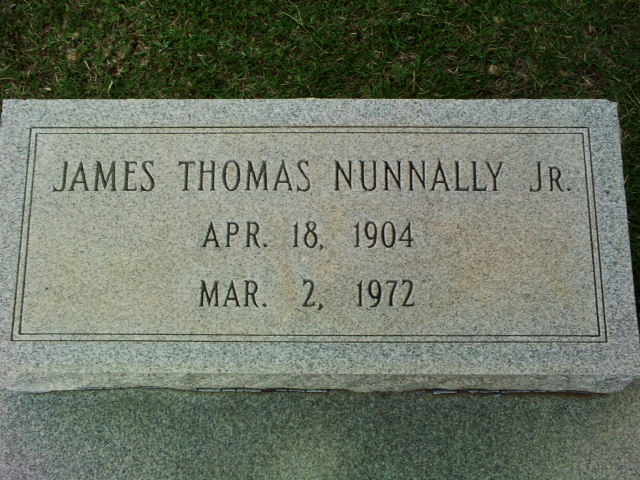 JAMES THOMAS NUNNALLY JR.
APR. 18, 1904
MAR. 2, 1972